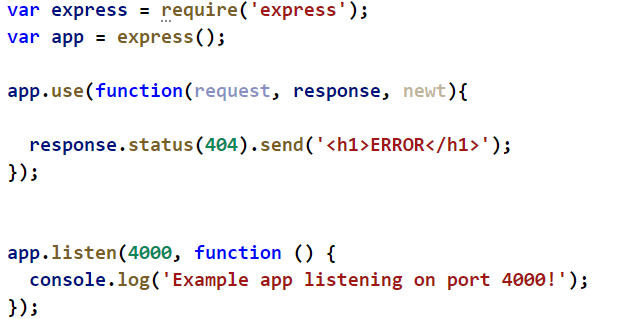 var express = require('express');
var app = express();
app.use(function(request, response, newt){
response.status(404).send('<h1>ERROR</h1>');
});
app.listen(4000, function () {
console.log('Example app listening on port 4000!');
});